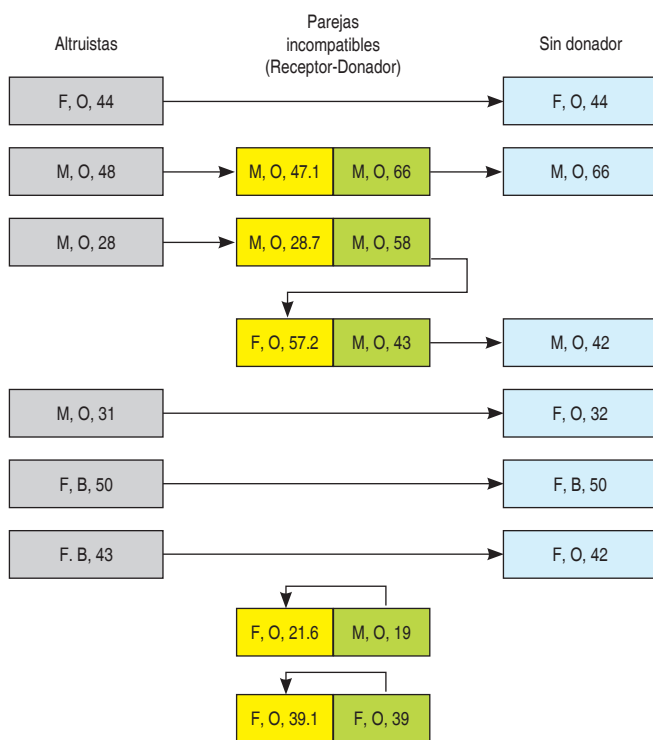 Altruistas
Parejas
incompatibles
(Receptor-Donador)
Sin donador
F, O, 44
F, O, 44
M, O, 48
M, O, 47.1
M, O, 66
M, O, 66
M, O, 28
M, O, 28.7
M, O, 58
F, O, 57.2
M, O, 43
M, O, 42
M, O, 31
F, O, 32
F, B, 50
F, B, 50
F. B, 43
F, O, 42
F, O, 21.6
M, O, 19
F, O, 39.1
F, O, 39